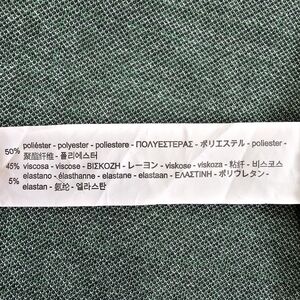 50% poliéster - polyester - poliestere - ΠΟΛΥΕΣΤΕΡΑΣ - ポリエステル - poliester -
聚酯纤维 - 폴리에스터
45% viscosa - viscose - ΒΙΣΚΟΖΗ - レーヨン - viskose - viskoza - 粘纤 - 비스코스
5% elastano - élasthanne - elastane - elastaan - ΕΛΑΣΤΙΝΗ - ポリウレタン -
elastan - 氨纶 - 엘라스탄